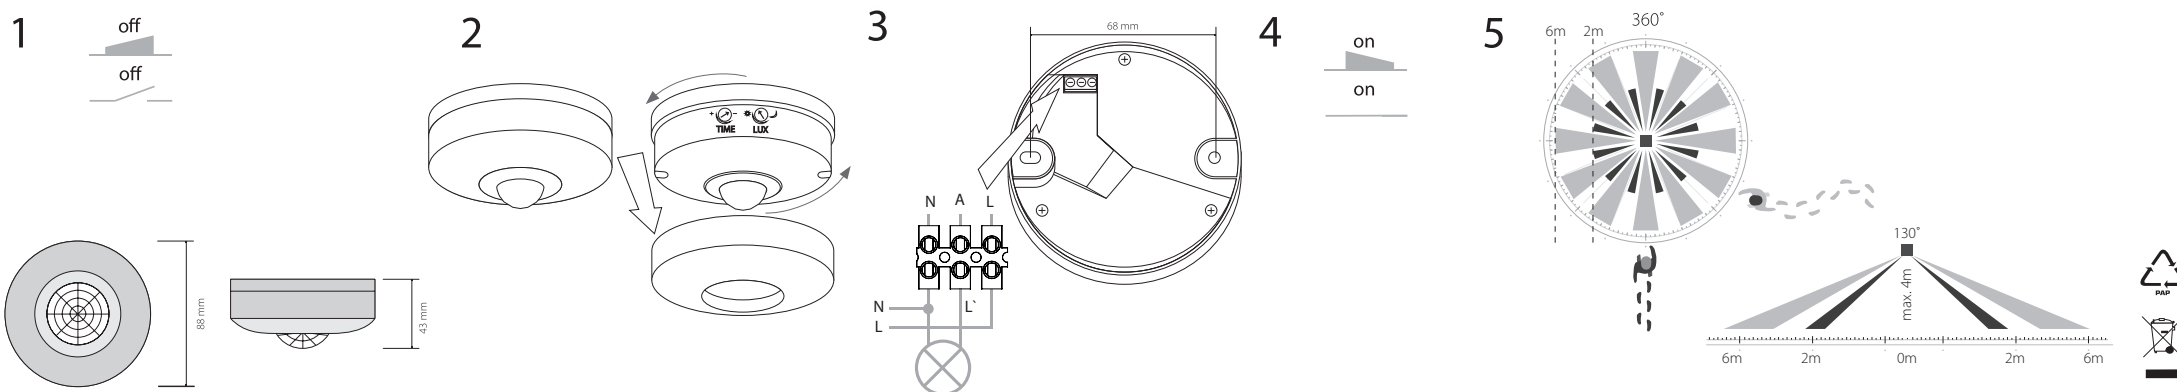 1
off
off
88 mm
43 mm
2
+ -
TIME LUX
3
68 mm
N A L
N
L
L`
4
on
on
5
360°
6m 2m
130°
max. 4m
6m 2m 0m 2m 6m
PAP